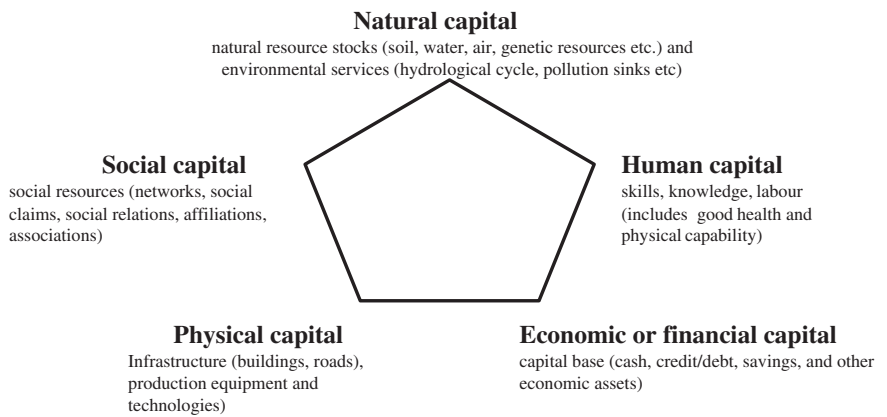 Natural capital
natural resource stocks (soil, water, air, genetic resources etc.) and
environmental services (hydrological cycle, pollution sinks etc)
Social capital
social resources (networks, social
claims, social relations, affiliations,
associations)
Human capital
skills, knowledge, labour
(includes good health and
physical capability)
Physical capital
Infrastructure (buildings, roads),
production equipment and
technologies)
Economic or financial capital
capital base (cash, credit/debt, savings, and other
economic assets)